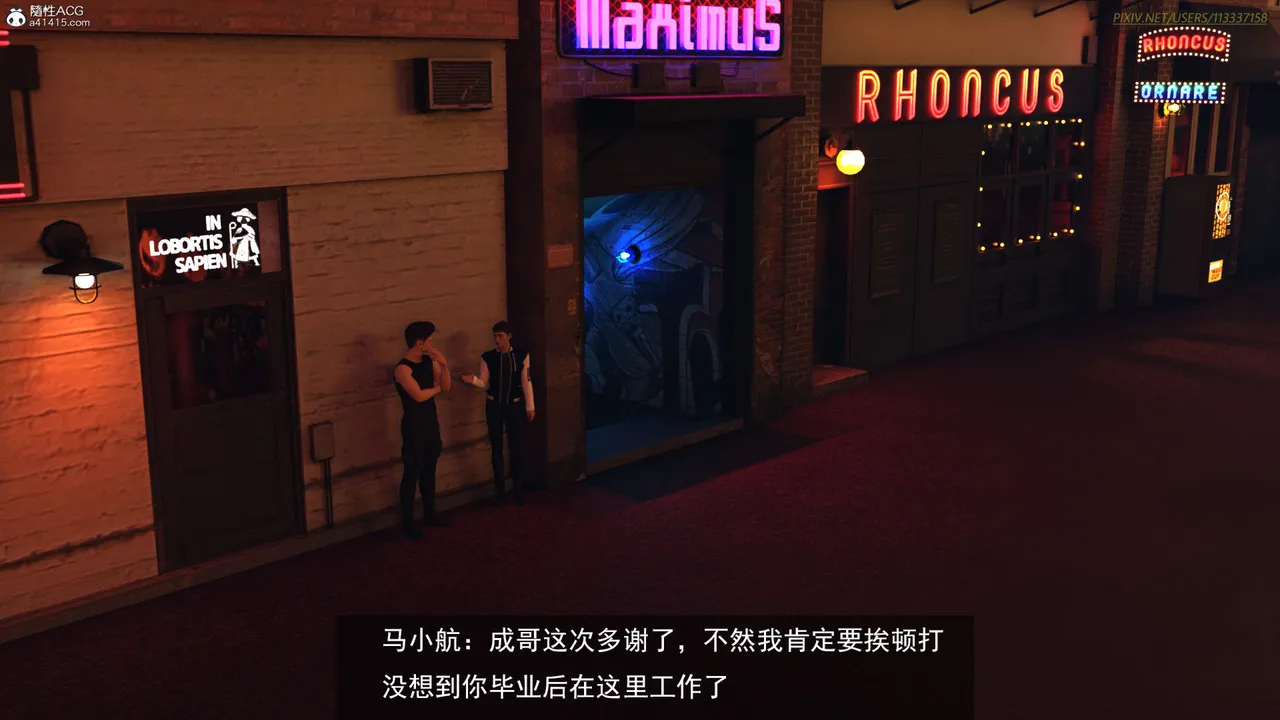 隨性ACG
a41415.com
PIXIV.NET/USERS/113337158
MaximuS
RHONCUS
RHONCUS
ORNARE
IN
LOBORTIS
SAPIEN
马小航：成哥这次多谢了，不然我肯定要挨顿打
没想到你毕业后在这里工作了